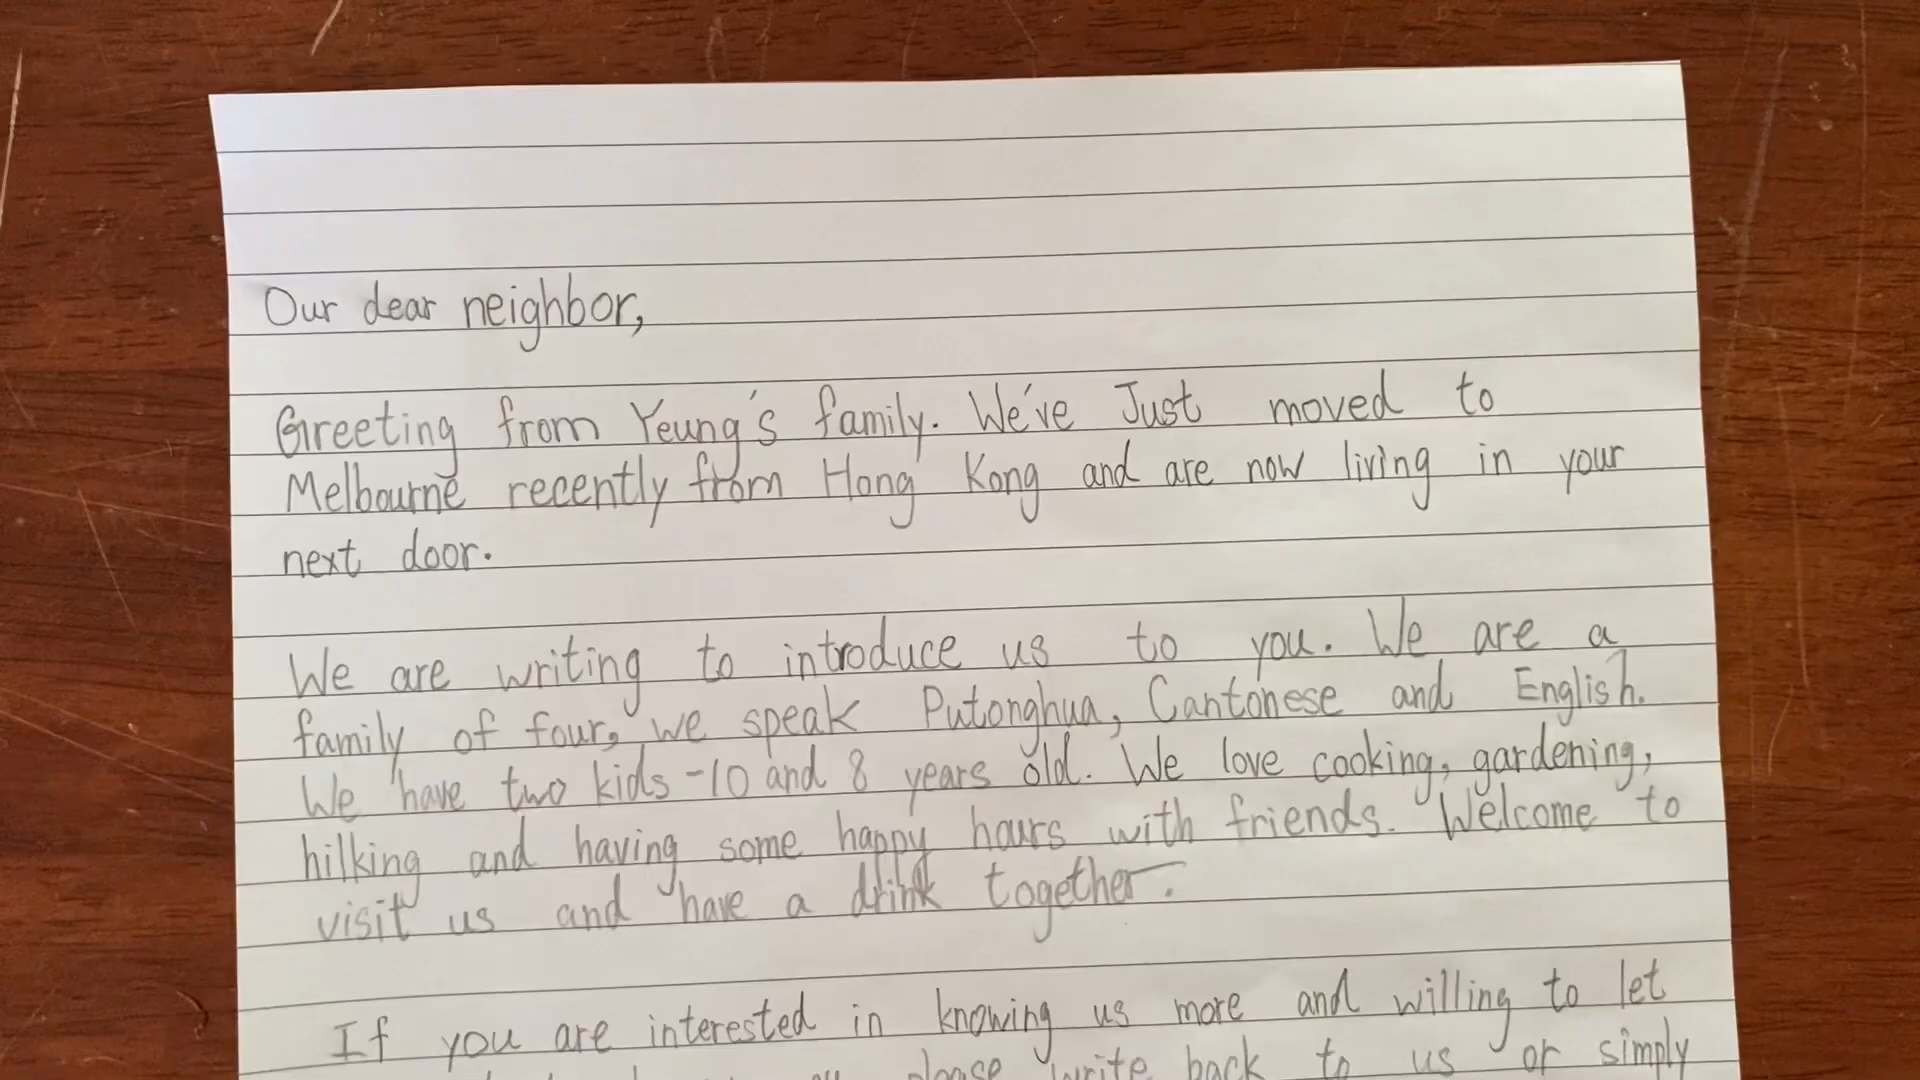 Our dear neighbor,
Greeting from Yeung's family. We've Just moved to
Melbourne recently from Hong Kong and are now living in your
next door.
We are writing to introduce us to you. We are a
family of four, we speak Putonghua, Cantonese and English.
We have two kids - 10 and 8 years old. We love cooking, gardening,
hilking and having some happy hours with friends. Welcome to
visit us and have a drink together.
If you are interested in knowing us more and willing to let
please write back to us or simply